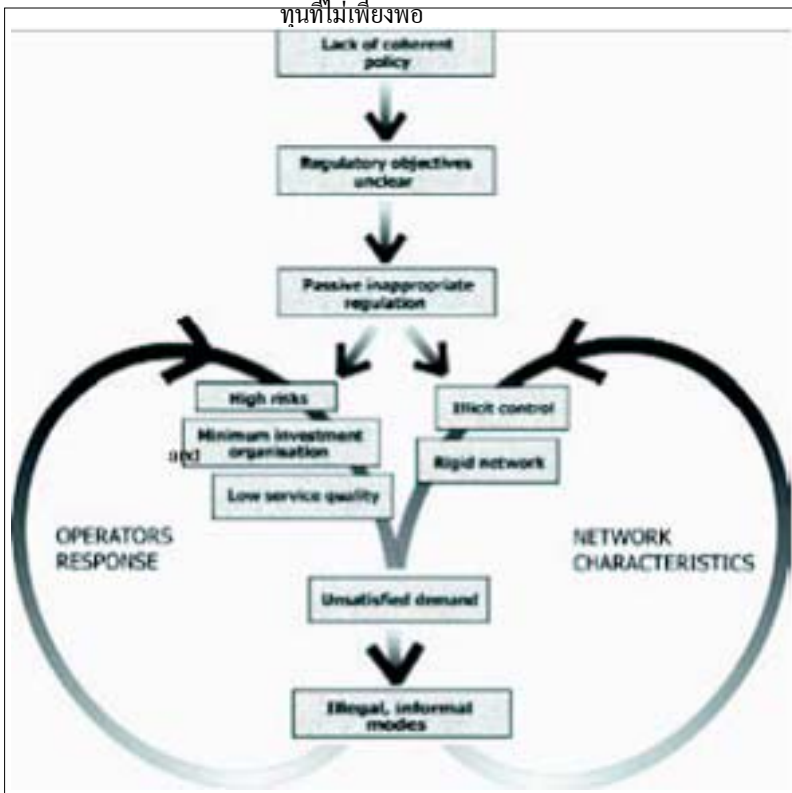 ทุนที่ไม่เพียงพอ
Lack of coherent
policy
Regulatory objectives
unclear
Passive inappropriate
regulation
High risks
Minimum investment
and
organisation
Low service quality
Illicit control
Rigid network
OPERATORS
RESPONSE
NETWORK
CHARACTERISTICS
Unsatisfied demand
Illegal, informal
modes